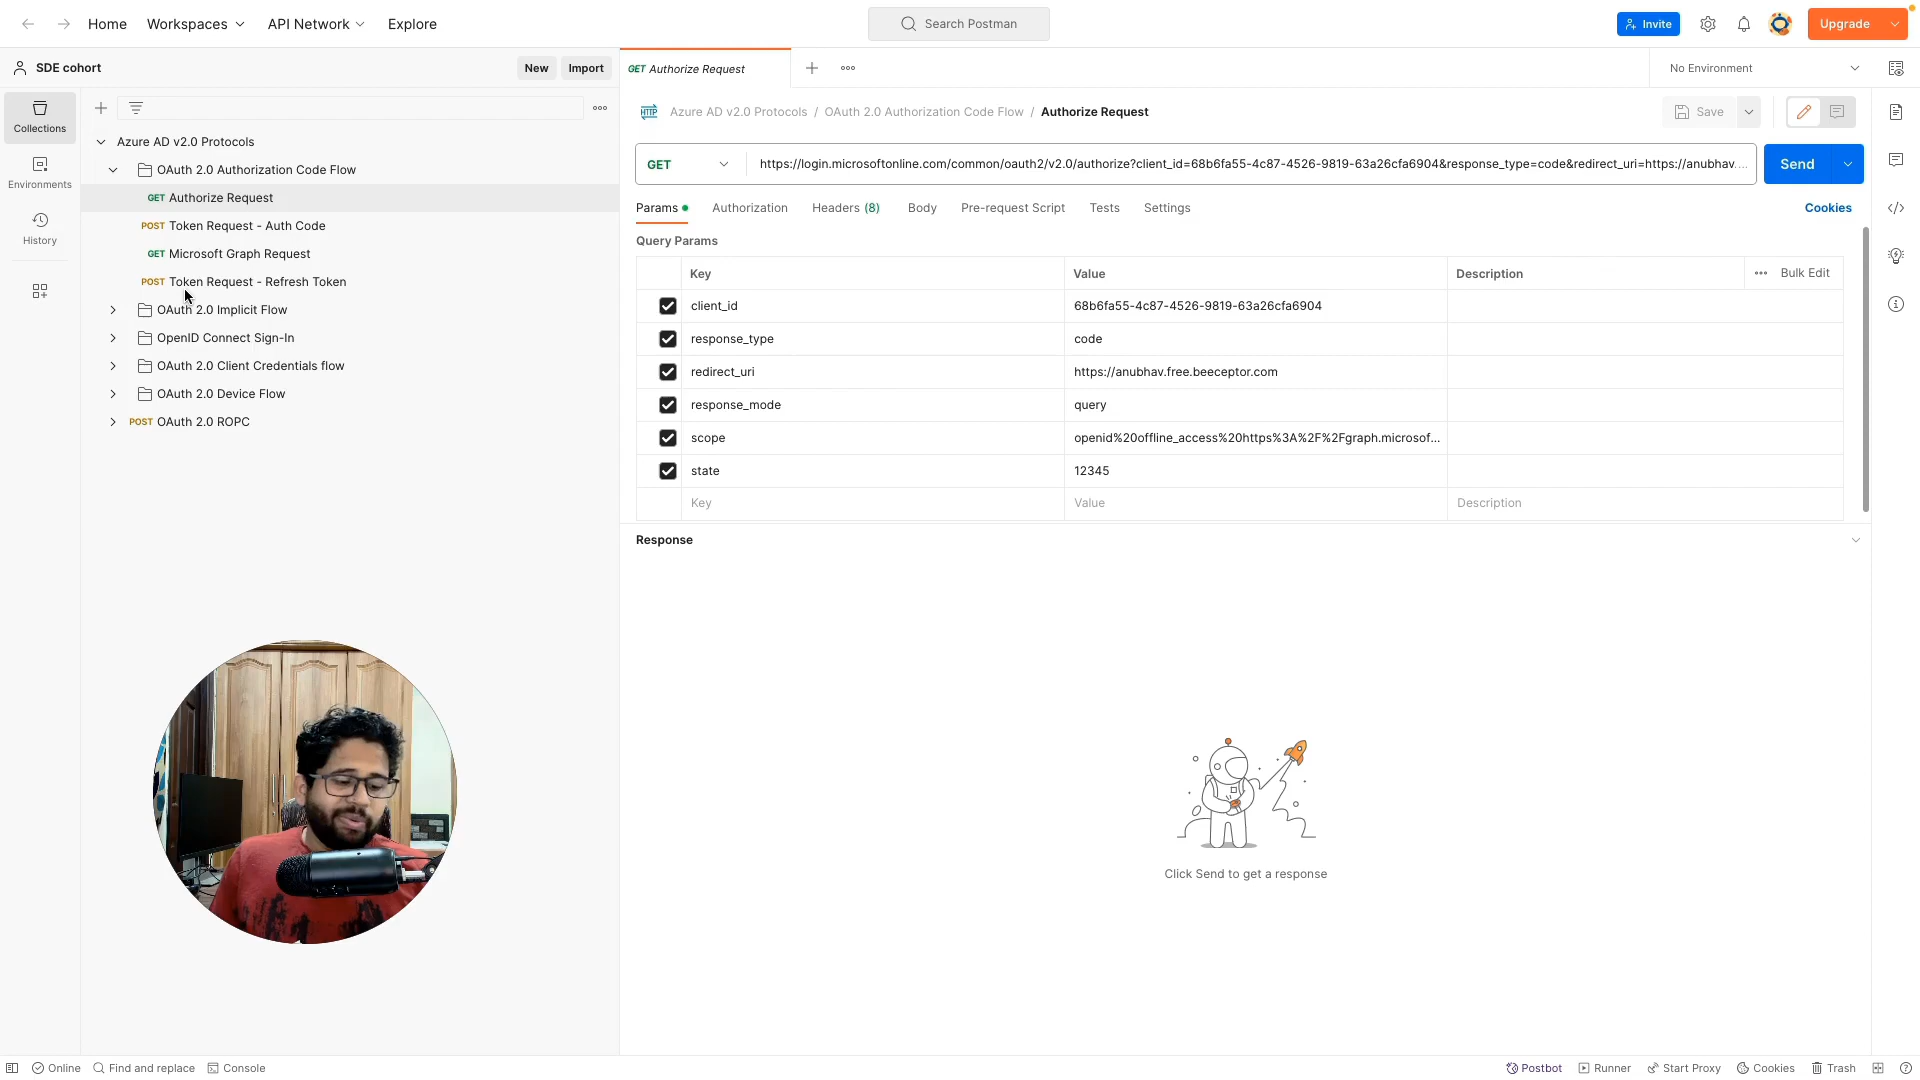 Home
Workspaces
API Network
Explore
Search Postman
Invite
Upgrade
SDE cohort
New
Import
GET Authorize Request
No Environment
Collections
Environments
History
Azure AD v2.0 Protocols
OAuth 2.0 Authorization Code Flow
GET Authorize Request
POST Token Request - Auth Code
GET Microsoft Graph Request
POST Token Request - Refresh Token
OAuth 2.0 Implicit Flow
OpenID Connect Sign-In
OAuth 2.0 Client Credentials flow
OAuth 2.0 Device Flow
POST OAuth 2.0 ROPC
HTTP Azure AD v2.0 Protocols / OAuth 2.0 Authorization Code Flow / Authorize Request
Save
GET https://login.microsoftonline.com/common/oauth2/v2.0/authorize?client_id=68b6fa55-4c87-4526-9819-63a26cfa6904&response_type=code&redirect_uri=https://anubhav...
Send
Params Authorization Headers (8) Body Pre-request Script Tests Settings Cookies
Query Params
Key Value Description Bulk Edit
client_id 68b6fa55-4c87-4526-9819-63a26cfa6904
response_type code
redirect_uri https://anubhav.free.beeceptor.com
response_mode query
scope openid%20offline_access%20https%3A%2F%2Fgraph.microsof...
state 12345
Key Value Description
Response
Click Send to get a response
Online Find and replace Console
Postbot Runner Start Proxy Cookies Trash